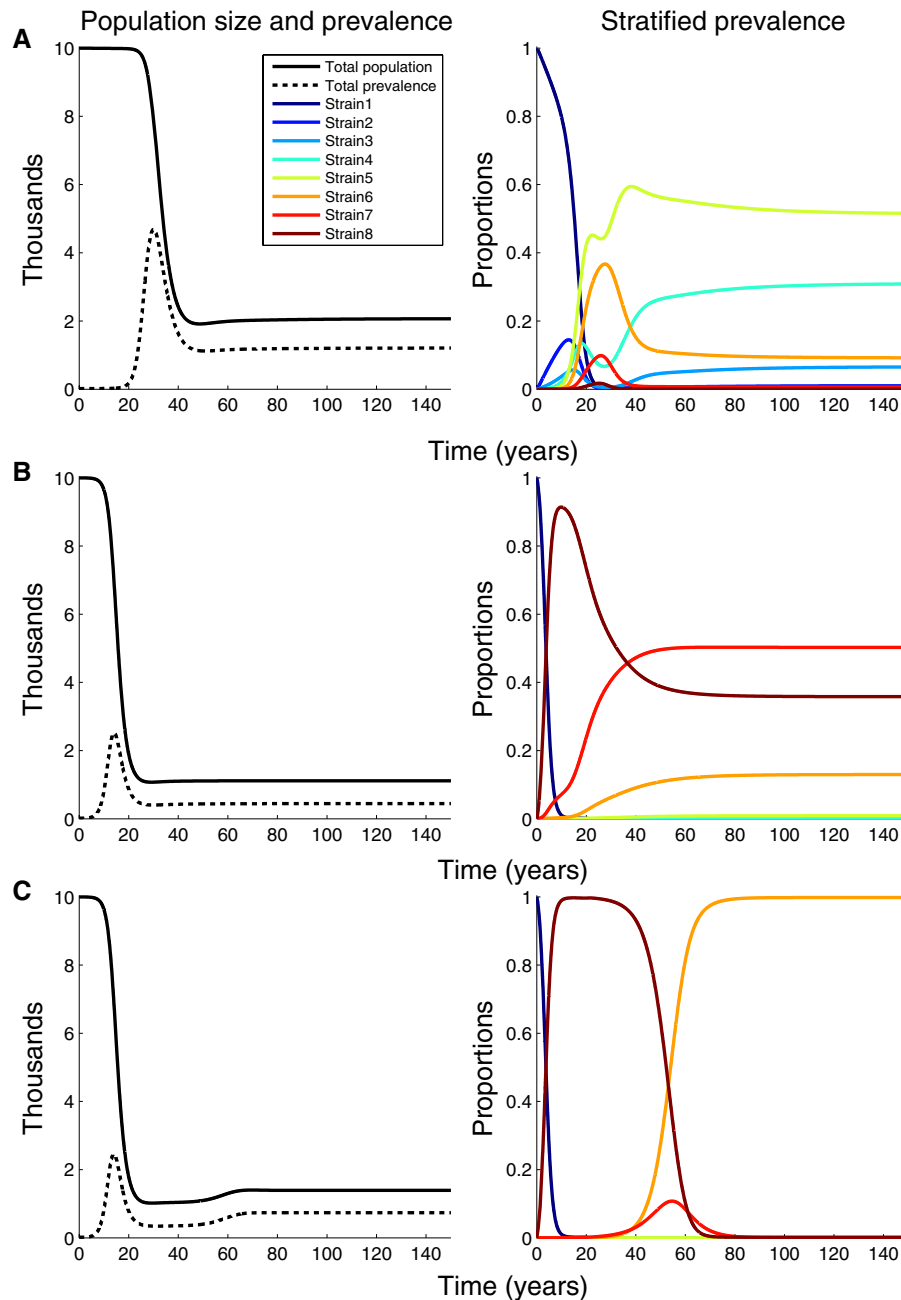 Population size and prevalence
Stratified prevalence
A
Thousands
10
8
6
4
2
0
0 20 40 60 80 100 120 140
Total population
Total prevalence
Strain1
Strain2
Strain3
Strain4
Strain5
Strain6
Strain7
Strain8
Proportions
1
0.8
0.6
0.4
0.2
0
0 20 40 60 80 100 120 140
Time (years)
B
Thousands
10
8
6
4
2
0
0 20 40 60 80 100 120 140
Proportions
1
0.8
0.6
0.4
0.2
0
0 20 40 60 80 100 120 140
Time (years)
C
Thousands
10
8
6
4
2
0
0 20 40 60 80 100 120 140
Proportions
1
0.8
0.6
0.4
0.2
0
0 20 40 60 80 100 120 140
Time (years)